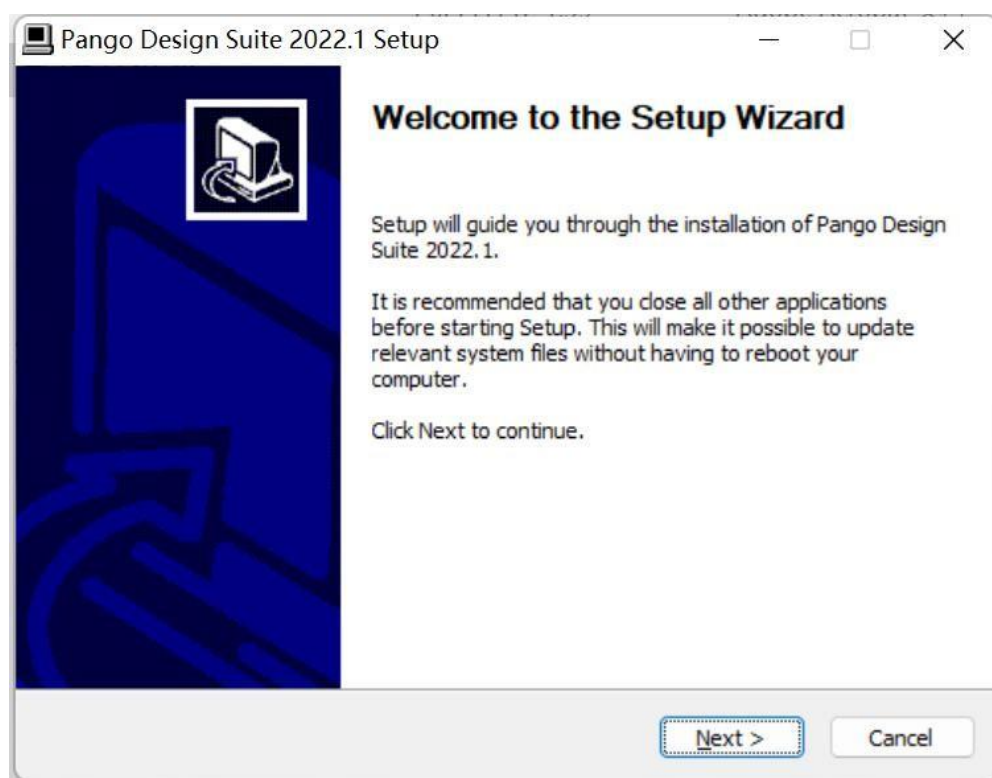 Pango Design Suite 2022.1 Setup
Welcome to the Setup Wizard
Setup will guide you through the installation of Pango Design
Suite 2022.1.
It is recommended that you close all other applications
before starting Setup. This will make it possible to update
relevant system files without having to reboot your
computer.
Click Next to continue.
Next >
Cancel